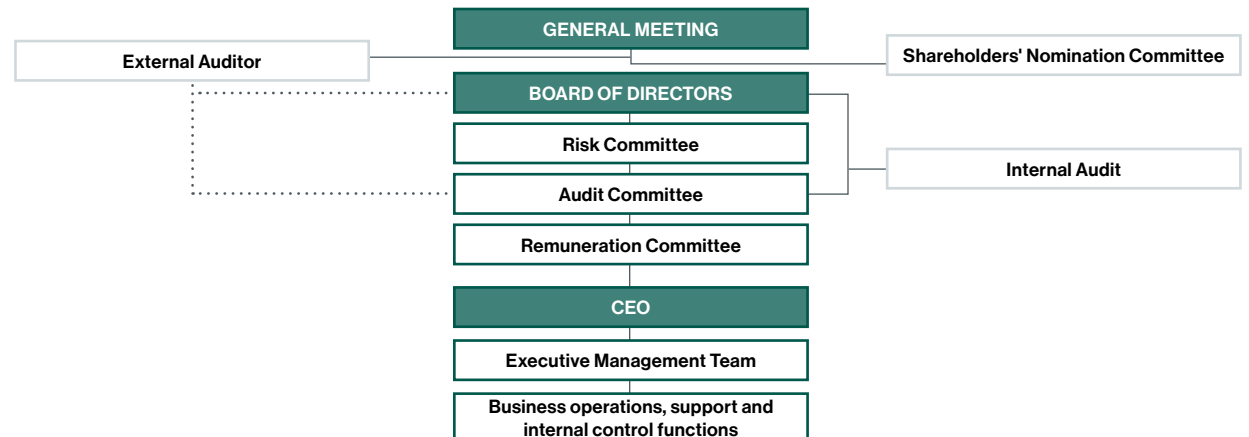 GENERAL MEETING
External Auditor
Shareholders' Nomination Committee
BOARD OF DIRECTORS
Risk Committee
Internal Audit
Audit Committee
Remuneration Committee
CEO
Executive Management Team
Business operations, support and
internal control functions